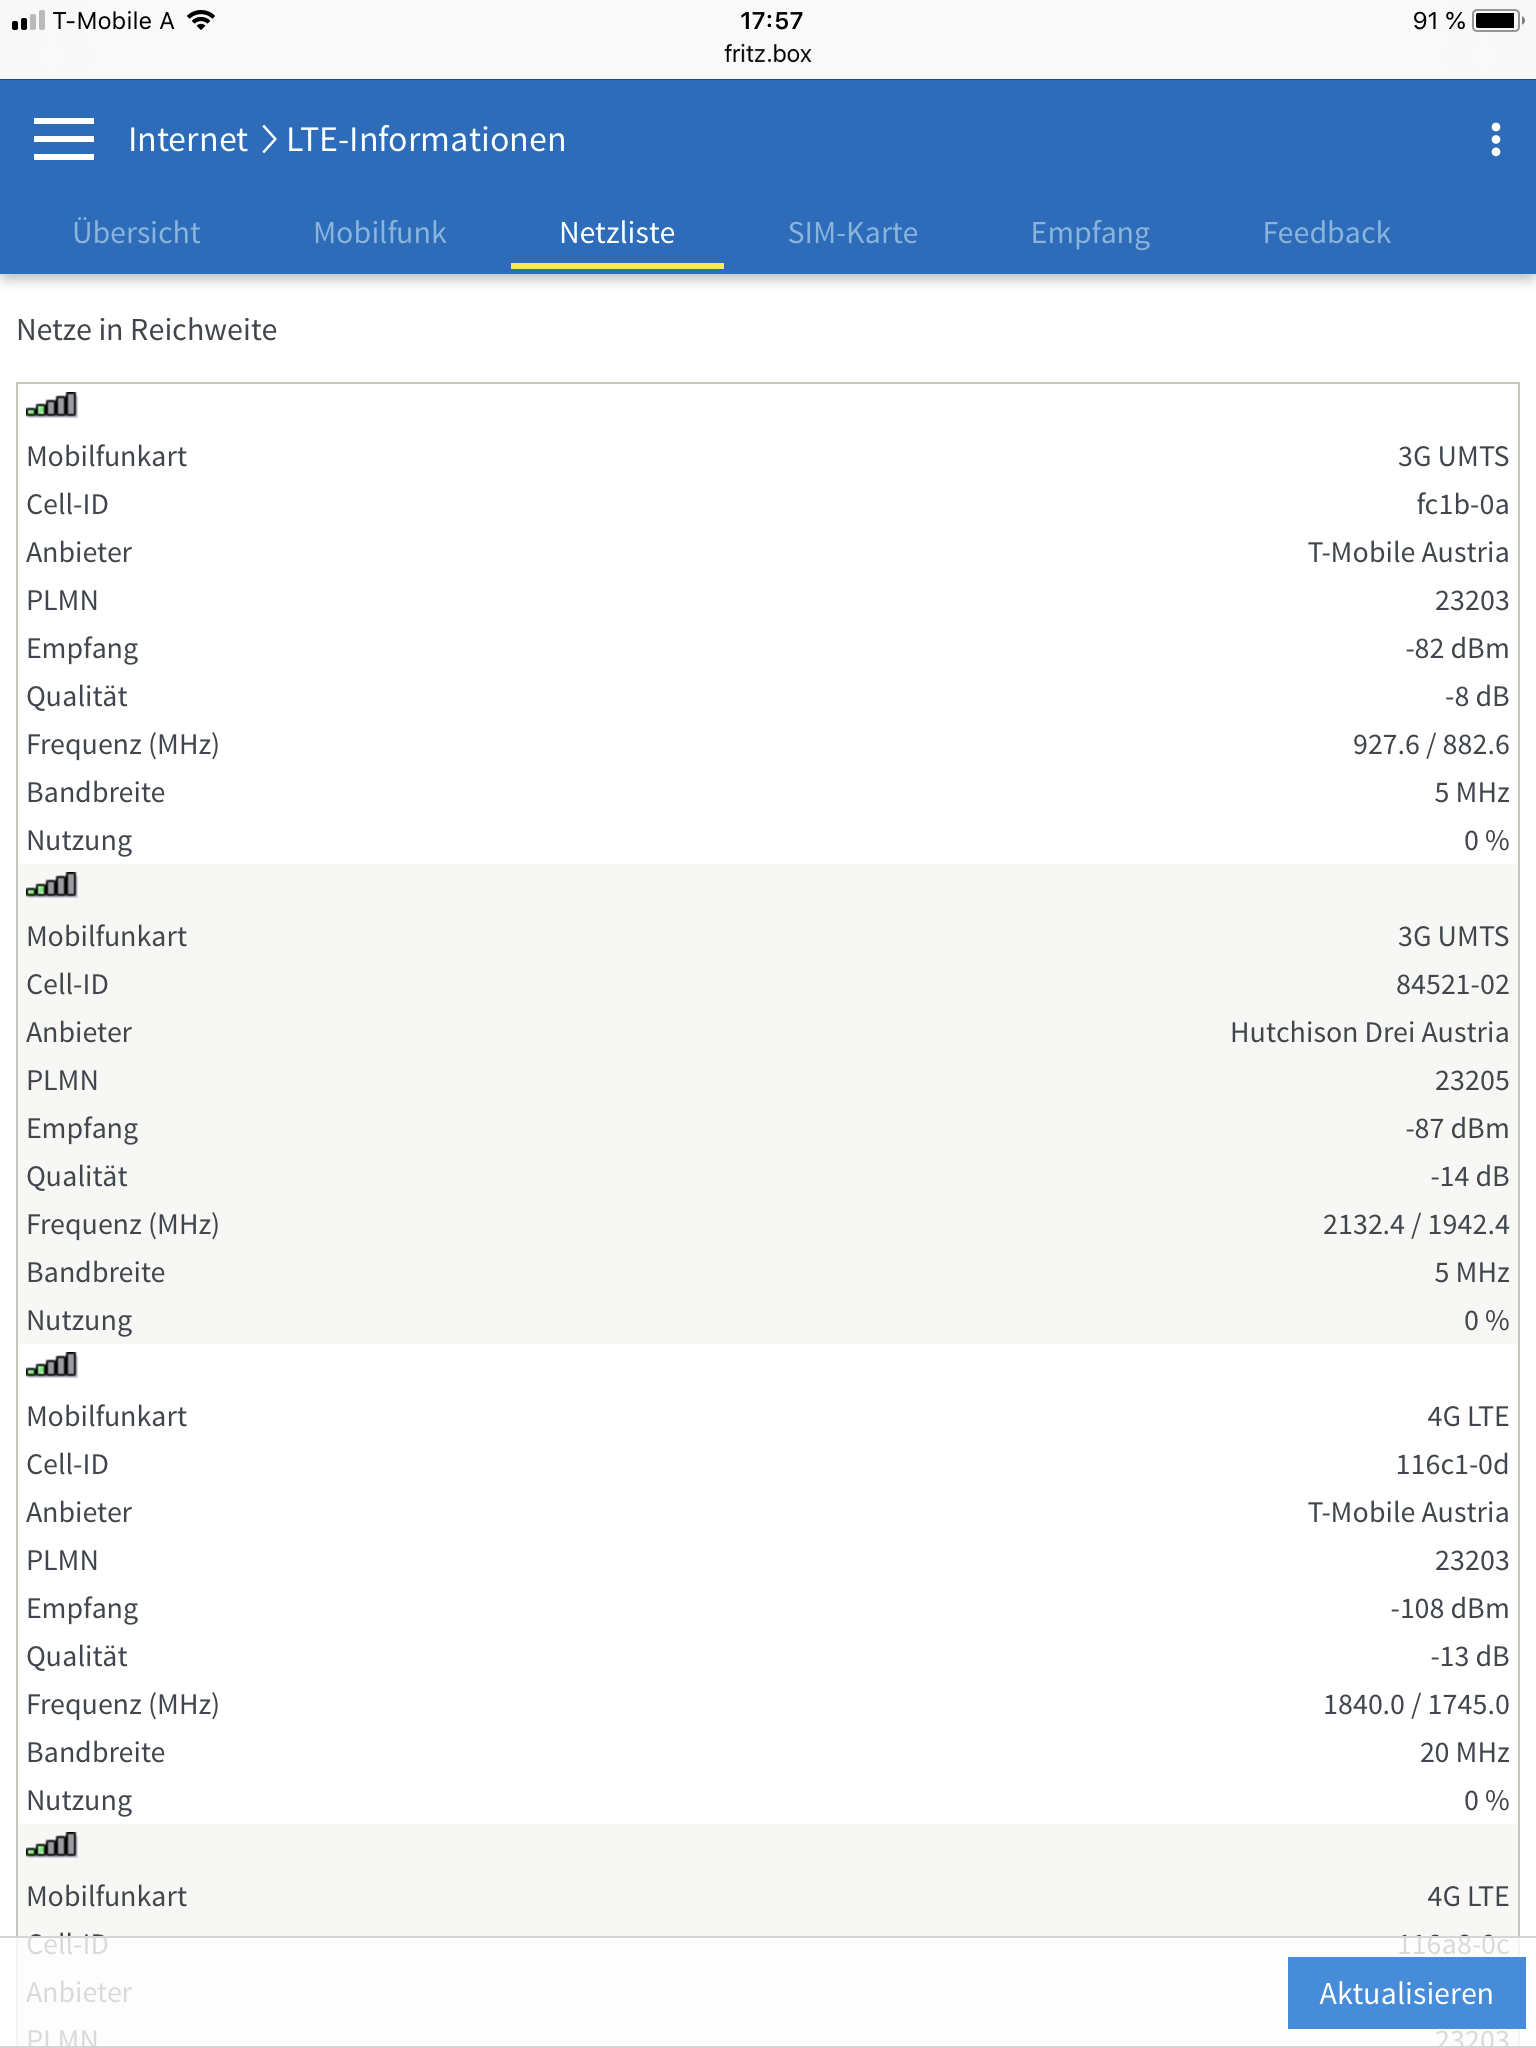 T-Mobile A 17:57 91 %
fritz.box
Internet > LTE-Informationen
Übersicht Mobilfunk Netzliste SIM-Karte Empfang Feedback
Netze in Reichweite
Mobilfunkart 3G UMTS
Cell-ID fc1b-0a
Anbieter T-Mobile Austria
PLMN 23203
Empfang -82 dBm
Qualität -8 dB
Frequenz (MHz) 927.6 / 882.6
Bandbreite 5 MHz
Nutzung 0 %
Mobilfunkart 3G UMTS
Cell-ID 84521-02
Anbieter Hutchison Drei Austria
PLMN 23205
Empfang -87 dBm
Qualität -14 dB
Frequenz (MHz) 2132.4 / 1942.4
Bandbreite 5 MHz
Nutzung 0 %
Mobilfunkart 4G LTE
Cell-ID 116c1-0d
Anbieter T-Mobile Austria
PLMN 23203
Empfang -108 dBm
Qualität -13 dB
Frequenz (MHz) 1840.0 / 1745.0
Bandbreite 20 MHz
Nutzung 0 %
Mobilfunkart 4G LTE
Cell-ID 116a8-0c
Anbieter Aktualisieren
PLMN 23203